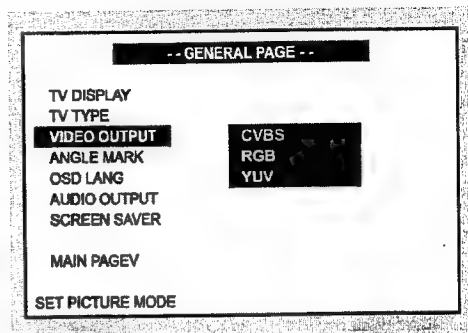 - - GENERAL PAGE - -
TV DISPLAY
TV TYPE
VIDEO OUTPUT
CVBS
ANGLE MARK
RGB
OSD LANG
YUV
AUDIO OUTPUT
SCREEN SAVER
MAIN PAGEV
SET PICTURE MODE